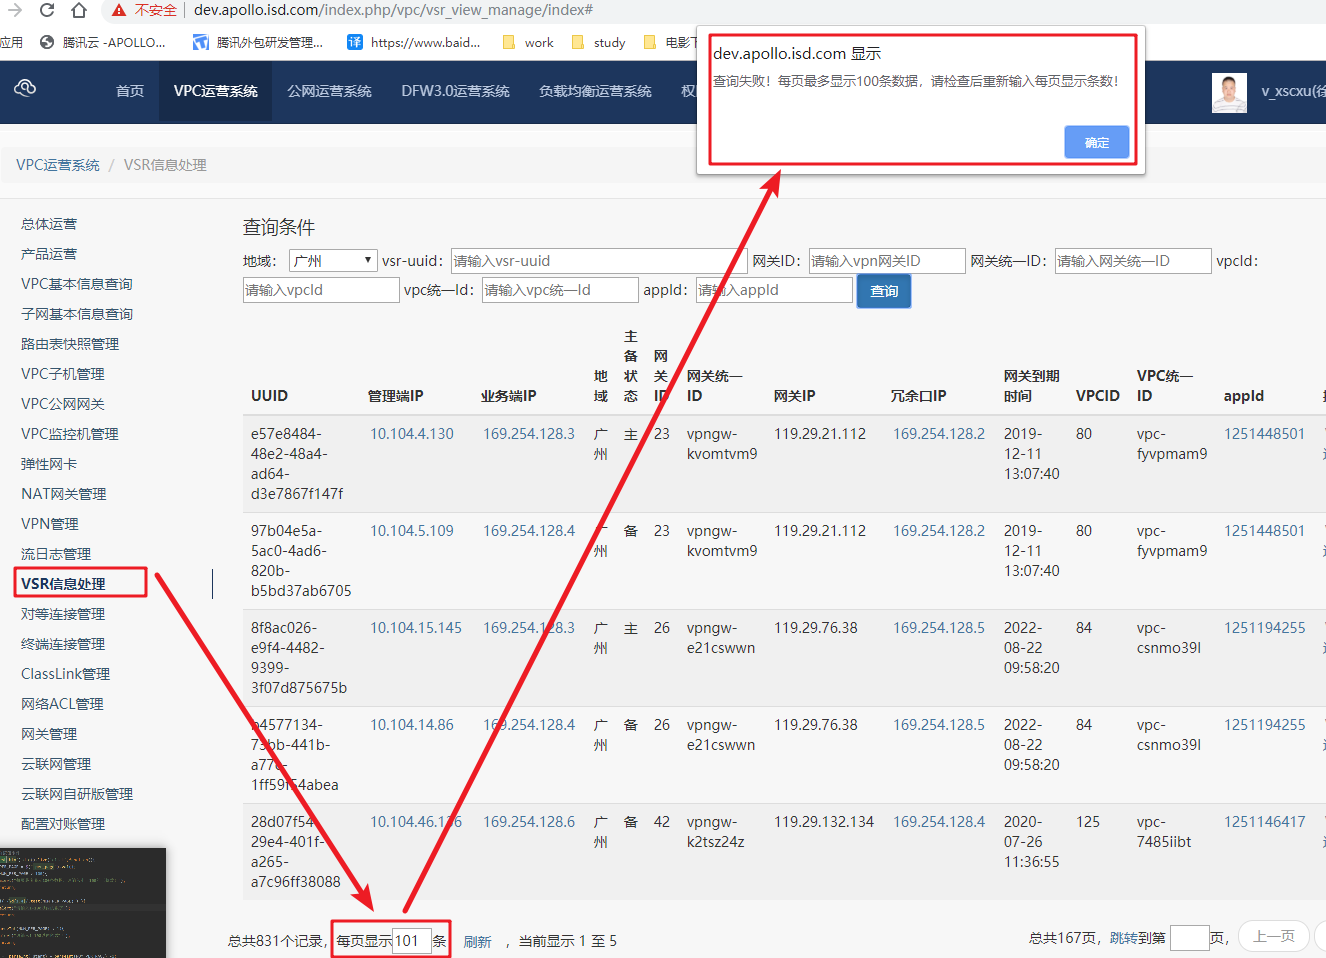 不安全 dev.apollo.isd.com/index.php/vpc/vsr_view_manage/index#
应用 腾讯云 -APOLLO... 腾讯外包研发管理... 译 https://www.baid... work study 电影下
dev.apollo.isd.com 显示
查询失败！每页最多显示100条数据，请检查后重新输入每页显示条数！
确定
首页 VPC运营系统 公网运营系统 DFW3.0运营系统 负载均衡运营系统 权 v_xscxu(徐
VPC运营系统 / VSR信息处理
总体运营
产品运营
VPC基本信息查询
子网基本信息查询
路由表快照管理
VPC子机管理
VPC公网网关
VPC监控机管理
弹性网卡
NAT网关管理
VPN管理
流日志管理
VSR信息处理
对等连接管理
终端连接管理
ClassLink管理
网络ACL管理
网关管理
云联网管理
云联网自研版管理
配置对账管理
查询条件
地域： 广州 vsr-uuid： 请输入vsr-uuid 网关ID： 请输入vpn网关ID 网关统一ID： 请输入网关统一ID vpcId：
请输入vpcId vpc统一Id： 请输入vpc统一Id appId： 请输入appId 查询
UUID 管理端IP 业务端IP 地域 主备状态 网关ID 网关统一ID 网关IP 冗余口IP 网关到期时间 VPCID VPC统一ID appId
e57e8484- 10.104.4.130 169.254.128.3 广 主 23 vpngw- 119.29.21.112 169.254.128.2 2019- 80 vpc- 1251448501
48e2-48a4- 州 kvomtvm9 12-11 fyvpmam9
ad64- 13:07:40
d3e7867f147f
97b04e5a- 10.104.5.109 169.254.128.4 广 备 23 vpngw- 119.29.21.112 169.254.128.2 2019- 80 vpc- 1251448501
5ac0-4ad6- 州 kvomtvm9 12-11 fyvpmam9
820b- 13:07:40
b5bd37ab6705
8f8ac026- 10.104.15.145 169.254.128.3 广 主 26 vpngw- 119.29.76.38 169.254.128.5 2022- 84 vpc- 1251194255
e9f4-4482- 州 e21cswwn 08-22 csnmo39l
9399- 09:58:20
3f07d875675b
a4577134- 10.104.14.86 169.254.128.4 广 备 26 vpngw- 119.29.76.38 169.254.128.5 2022- 84 vpc- 1251194255
73bb-441b- 州 e21cswwn 08-22 csnmo39l
09:58:20
1ff59f54abea
28d07f54- 10.104.46.136 169.254.128.6 广 备 42 vpngw- 119.29.132.134 169.254.128.4 2020- 125 vpc- 1251146417
29e4-401f- 州 k2tsz24z 07-26 7485iibt
a265- 11:36:55
a7c96ff38088
总共831个记录，每页显示 101 条 刷新 ，当前显示 1 至 5 总共167页，跳转到第 页， 上一页